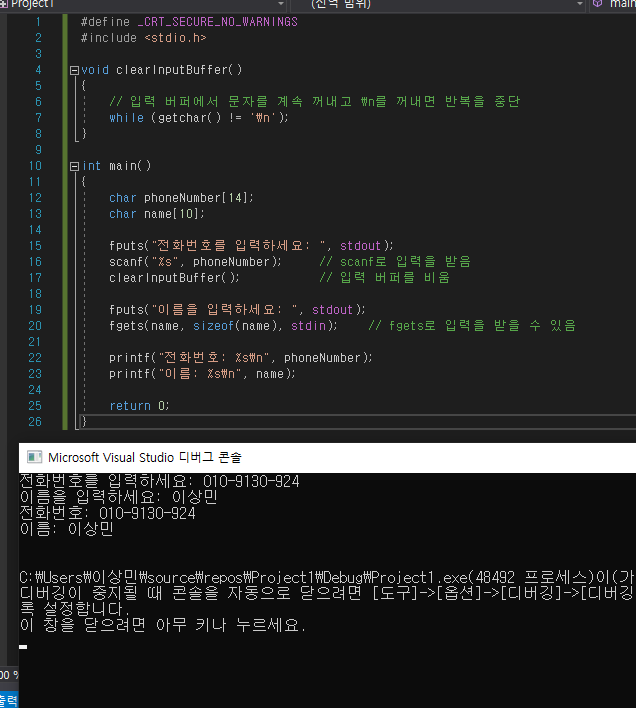 Project1
(전역 범위)
main
1 #define _CRT_SECURE_NO_WARNINGS
2 #include <stdio.h>
3
4 void clearInputBuffer()
5 {
6 // 입력 버퍼에서 문자를 계속 꺼내고 ₩n를 꺼내면 반복을 중단
7 while (getchar() != '₩n');
8 }
9
10 int main()
11 {
12 char phoneNumber[14];
13 char name[10];
14
15 fputs("전화번호를 입력하세요: ", stdout);
16 scanf("%s", phoneNumber); // scanf로 입력을 받음
17 clearInputBuffer(); // 입력 버퍼를 비움
18
19 fputs("이름을 입력하세요: ", stdout);
20 fgets(name, sizeof(name), stdin); // fgets로 입력을 받을 수 있음
21
22 printf("전화번호: %s₩n", phoneNumber);
23 printf("이름: %s₩n", name);
24
25 return 0;
26 }
Microsoft Visual Studio 디버그 콘솔
전화번호를 입력하세요: 010-9130-924
이름을 입력하세요: 이상민
전화번호: 010-9130-924
이름: 이상민
C:₩Users₩이상민₩source₩repos₩Project1₩Debug₩Project1.exe(48492 프로세스)이(가
디버깅이 중지될 때 콘솔을 자동으로 닫으려면 [도구]->[옵션]->[디버깅]->[디버깅
록 설정합니다.
이 창을 닫으려면 아무 키나 누르세요.
00 %
출력